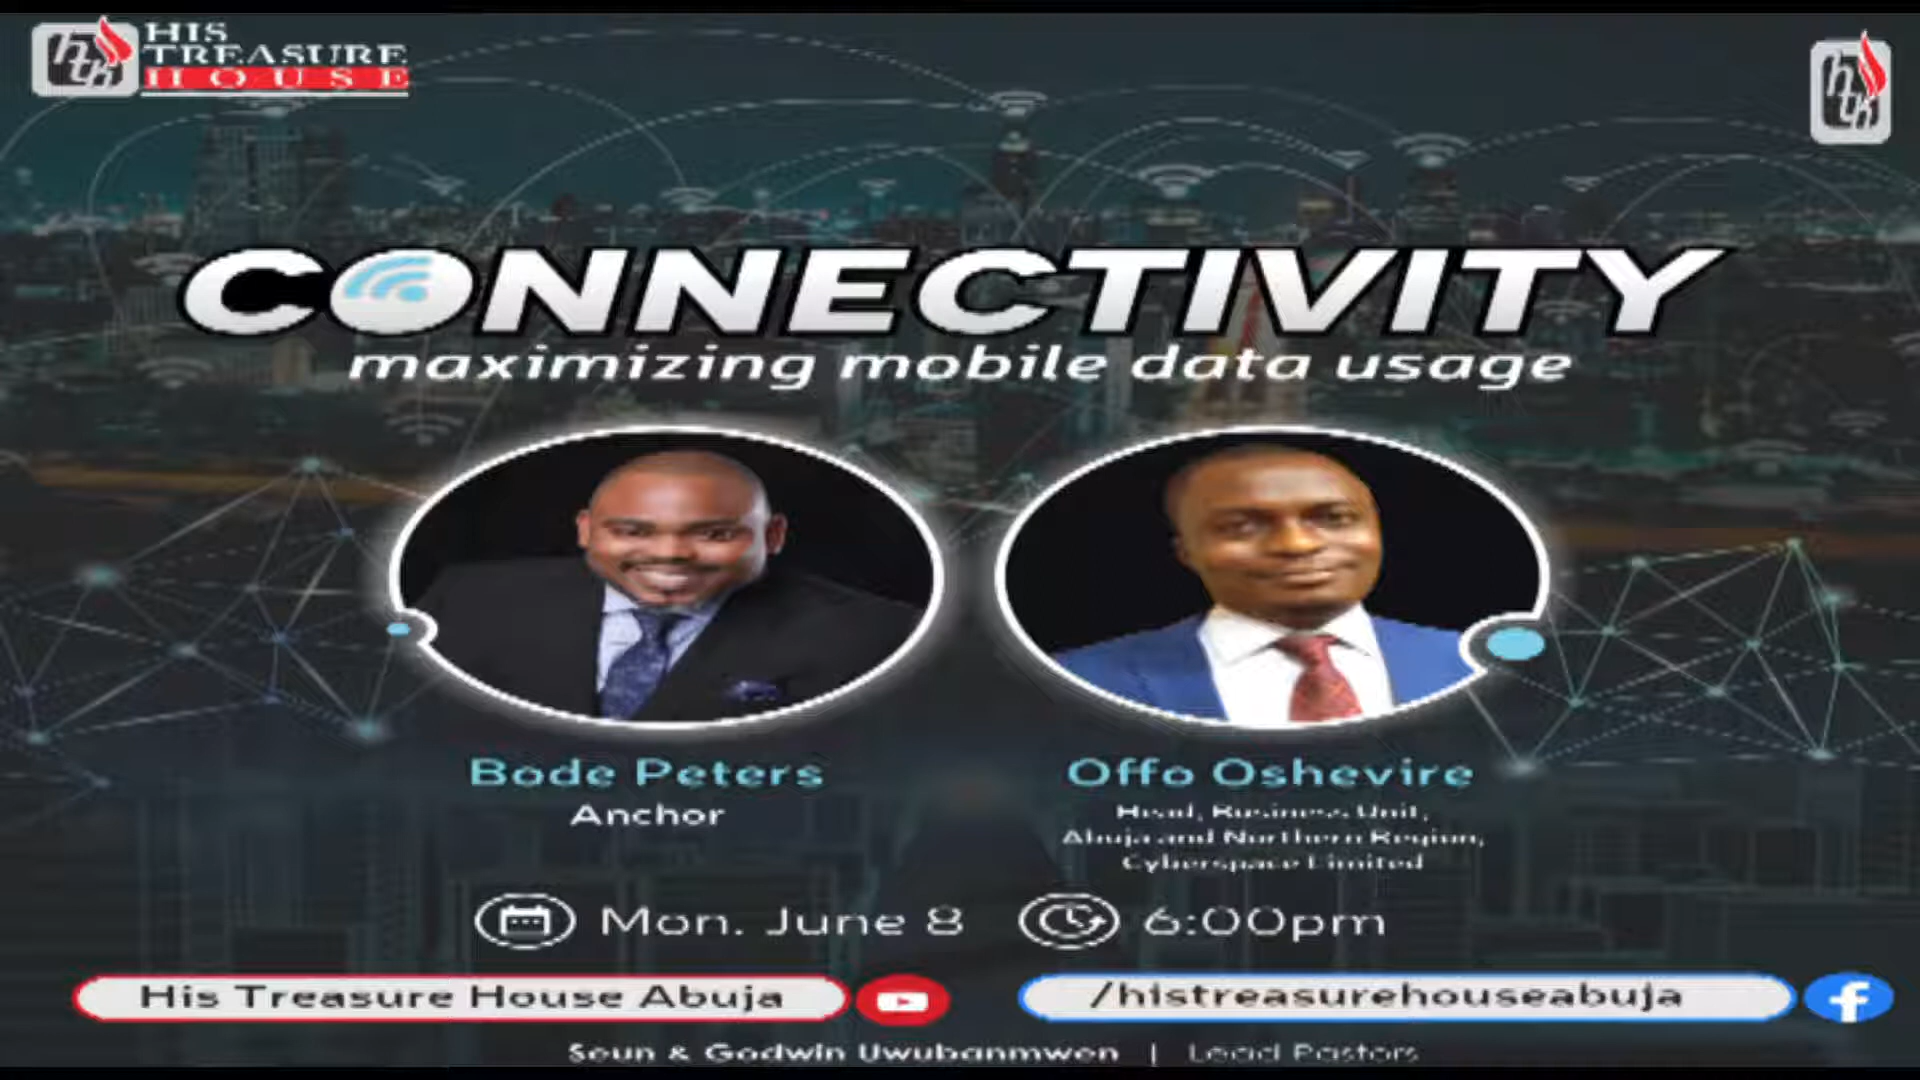 HIS
TREASURE
HOUSE
CONNECTIVITY
maximizing mobile data usage
Bode Peters
Anchor
Offo Oshevire
Head, Business Unit,
Abuja and Northern Region,
Cyberspace Limited
Mon. June 8
6:00pm
His Treasure House Abuja
/histreasurehouseabuja
Seun & Godwin Uwubanmwen | Lead Pastors